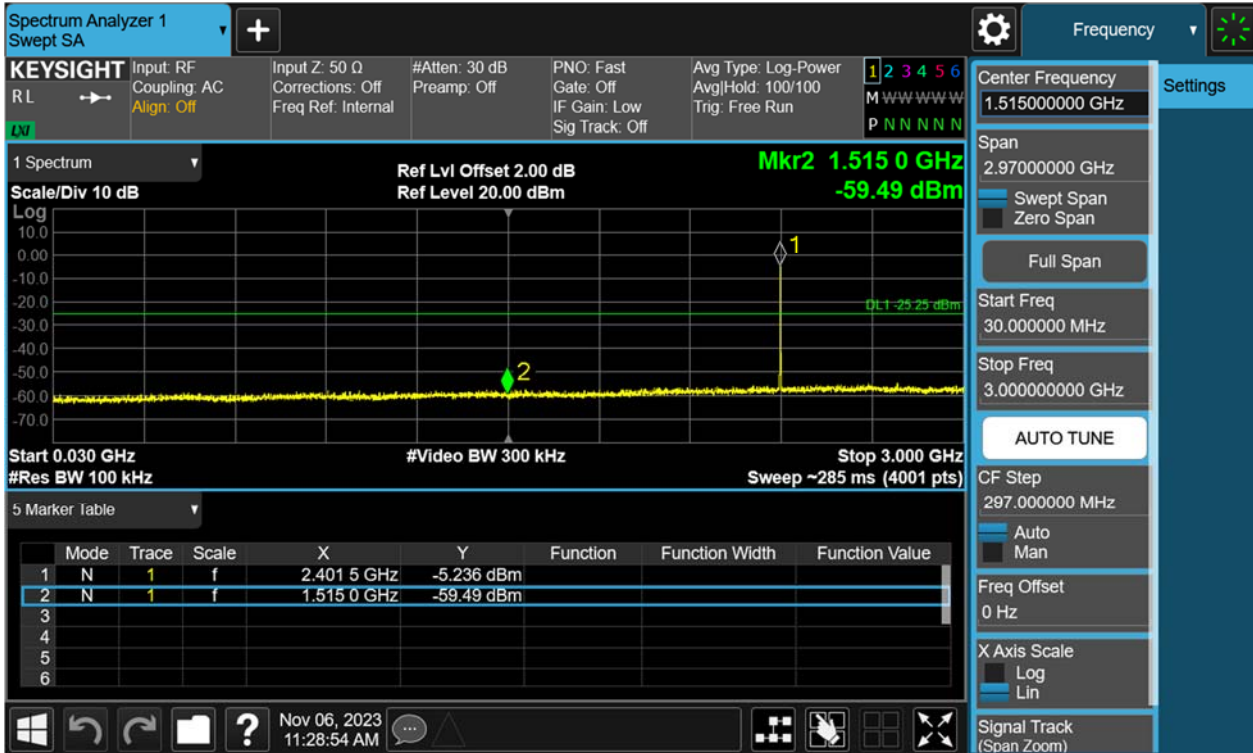 Spectrum Analyzer 1
Swept SA
+
Frequency
KEYSIGHT
RL
LXI
Input: RF
Coupling: AC
Align: Off
Input Z: 50 Ω
Corrections: Off
Freq Ref: Internal
#Atten: 30 dB
Preamp: Off
PNO: Fast
Gate: Off
IF Gain: Low
Sig Track: Off
Avg Type: Log-Power
Avg|Hold: 100/100
Trig: Free Run
1 2 3 4 5 6
M W W W W W
P N N N N N
1 Spectrum
Scale/Div 10 dB
Ref Lvl Offset 2.00 dB
Ref Level 20.00 dBm
Mkr2 1.515 0 GHz
-59.49 dBm
Log
10.0
0.00
-10.0
-20.0
-30.0
-40.0
-50.0
-60.0
-70.0
1
DL1 -25.25 dBm
2
Start 0.030 GHz
#Video BW 300 kHz
Stop 3.000 GHz
#Res BW 100 kHz
Sweep ~285 ms (4001 pts)
5 Marker Table
Mode Trace Scale X Y Function Function Width Function Value
1 N 1 f 2.401 5 GHz -5.236 dBm
2 N 1 f 1.515 0 GHz -59.49 dBm
3
4
5
6
?
Nov 06, 2023
11:28:54 AM
Center Frequency
1.515000000 GHz
Span
2.97000000 GHz
Swept Span
Zero Span
Full Span
Start Freq
30.000000 MHz
Stop Freq
3.000000000 GHz
AUTO TUNE
CF Step
297.000000 MHz
Auto
Man
Freq Offset
0 Hz
X Axis Scale
Log
Lin
Signal Track
(Span Zoom)
Settings